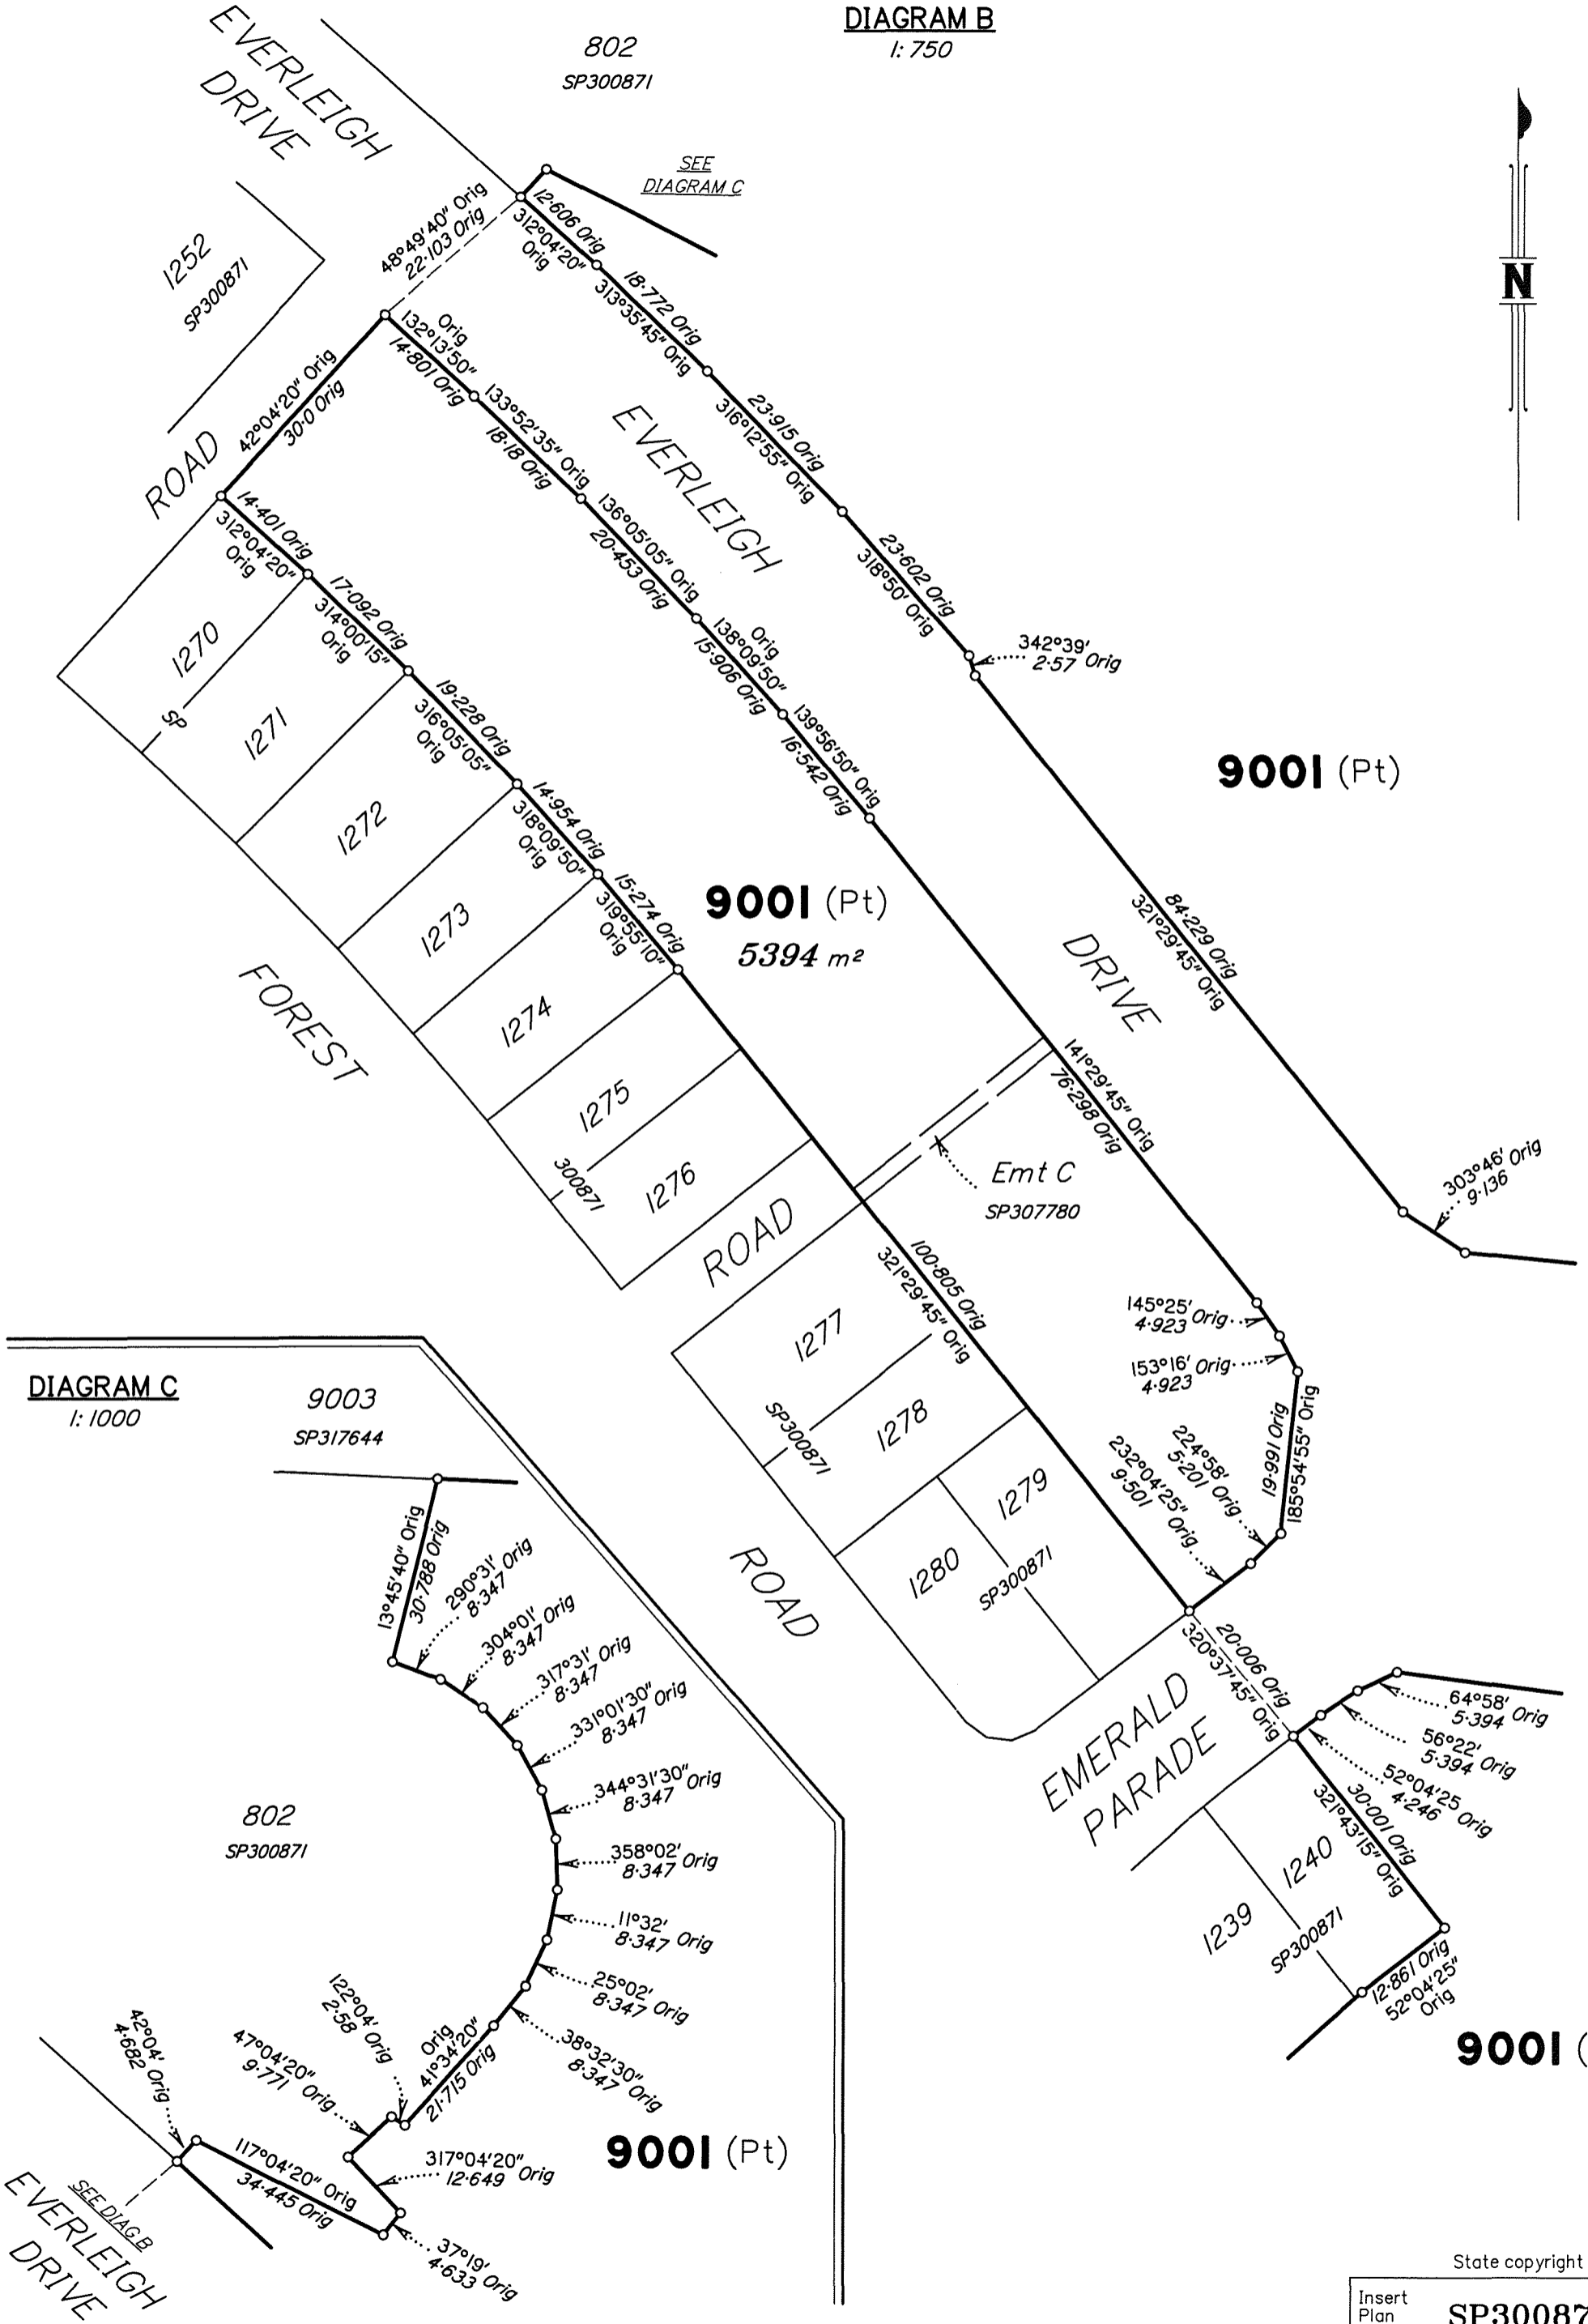 DIAGRAM B
1:750
EVERLEIGH
DRIVE
802
SP300871
SEE
DIAGRAM C
N
1252
SP300871
48°49'40" Orig
22·103 Orig
12·606 Orig
312°04'20"
Orig
18·772 Orig
313°35'45" Orig
23·915 Orig
316°12'55" Orig
23·602 Orig
318°50' Orig
342°39'
2·57 Orig
84·229 Orig
321°29'45" Orig
303°46' Orig
9·136
9001 (Pt)
ROAD
42°04'20" Orig
30·0 Orig
Orig
132°13'50"
14·801 Orig
133°52'35" Orig
18·18 Orig
136°05'05" Orig
20·453 Orig
Orig
138°09'50"
15·906 Orig
139°56'50" Orig
16·542 Orig
EVERLEIGH
DRIVE
141°29'45" Orig
76·298 Orig
14·401 Orig
312°04'20"
Orig
17·092 Orig
314°00'15"
Orig
19·228 Orig
316°05'05"
Orig
14·954 Orig
318°09'50"
Orig
15·274 Orig
319°55'10"
Orig
9001 (Pt)
5394 m²
1270
SP
1271
1272
1273
1274
1275
300871
1276
FOREST
ROAD
Emt C
SP307780
100·805 Orig
321°29'45" Orig
145°25' Orig
4·923
153°16' Orig
4·923
19·991 Orig
185°54'55" Orig
224°58'
5·201 Orig
232°04'25" Orig
9·501
1277
SP300871
1278
1279
SP300871
1280
ROAD
20·006 Orig
320°37'45" Orig
EMERALD
PARADE
64°58' Orig
5·394
56°22' Orig
5·394
52°04'25 Orig
4·246
30·001 Orig
321°43'15" Orig
1240
SP300871
1239
12·861 Orig
52°04'25"
Orig
9001 (
DIAGRAM C
1:1000
9003
SP317644
13°45'40" Orig
30·788 Orig
290°31' Orig
8·347
304°01' Orig
8·347
317°31' Orig
8·347
331°01'30" Orig
8·347
344°31'30" Orig
8·347
358°02' Orig
8·347
11°32' Orig
8·347
25°02' Orig
8·347
38°32'30" Orig
8·347
802
SP300871
Orig
41°34'20"
21·715 Orig
122°04' Orig
2·58
47°04'20" Orig
9·771
42°04' Orig
4·682
117°04'20" Orig
34·445 Orig
317°04'20" Orig
12·649
37°19' Orig
4·633
9001 (Pt)
SEE DIAG B
EVERLEIGH
DRIVE
State copyright
Insert
Plan
SP30087